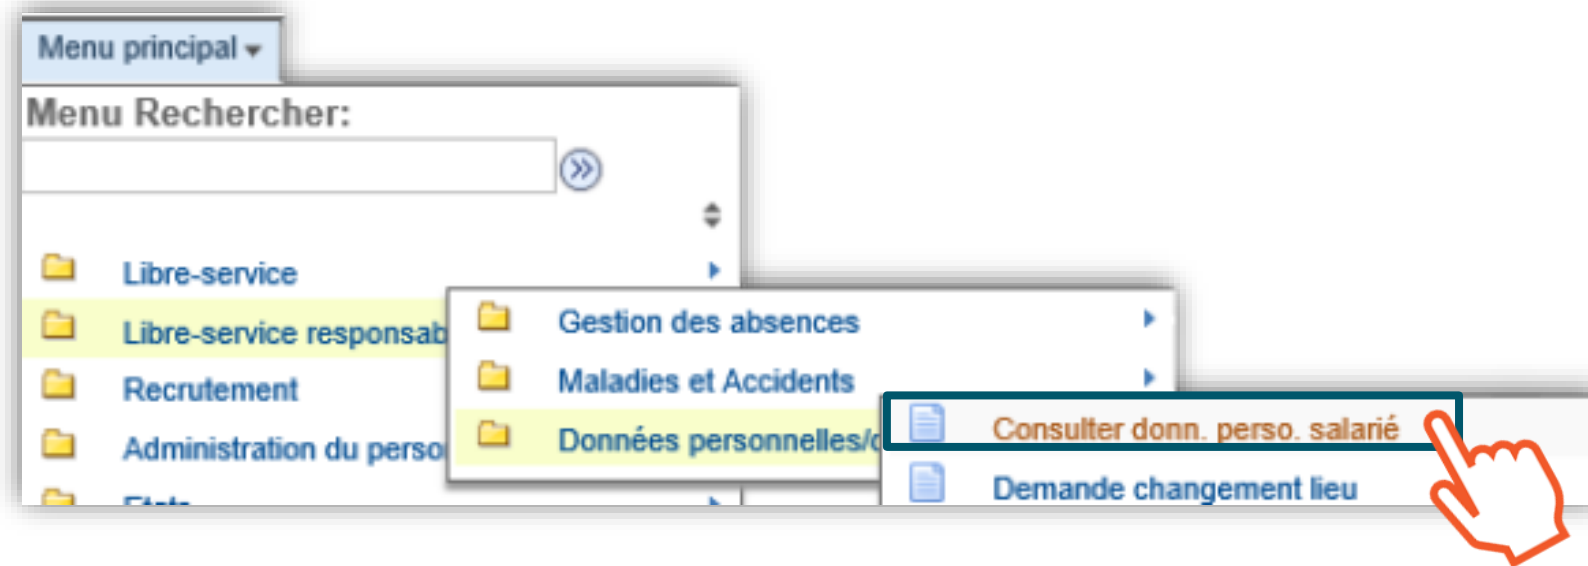 Menu principal
Menu Rechercher:
Libre-service
Libre-service responsab
Recrutement
Administration du perso
Etats
Gestion des absences
Maladies et Accidents
Données personnelles/
Consulter donn. perso. salarié
Demande changement lieu